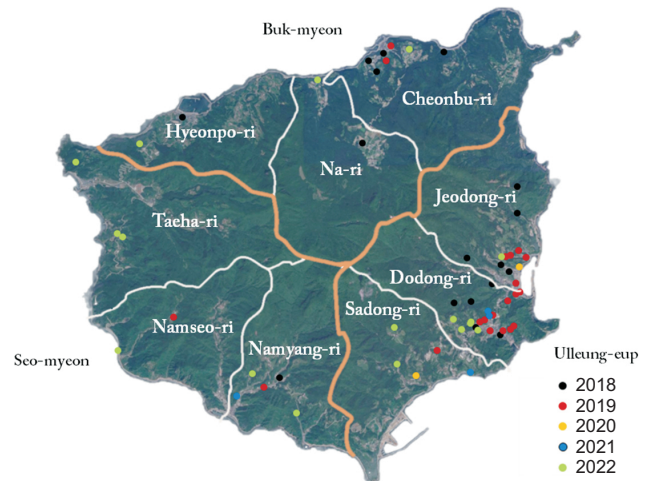 Buk-myeon
Cheonbu-ri
Hyeonpo-ri
Na-ri
Jeodong-ri
Taeha-ri
Dodong-ri
Sadong-ri
Namseo-ri
Namyang-ri
Seo-myeon
Ulleung-eup
2018
2019
2020
2021
2022